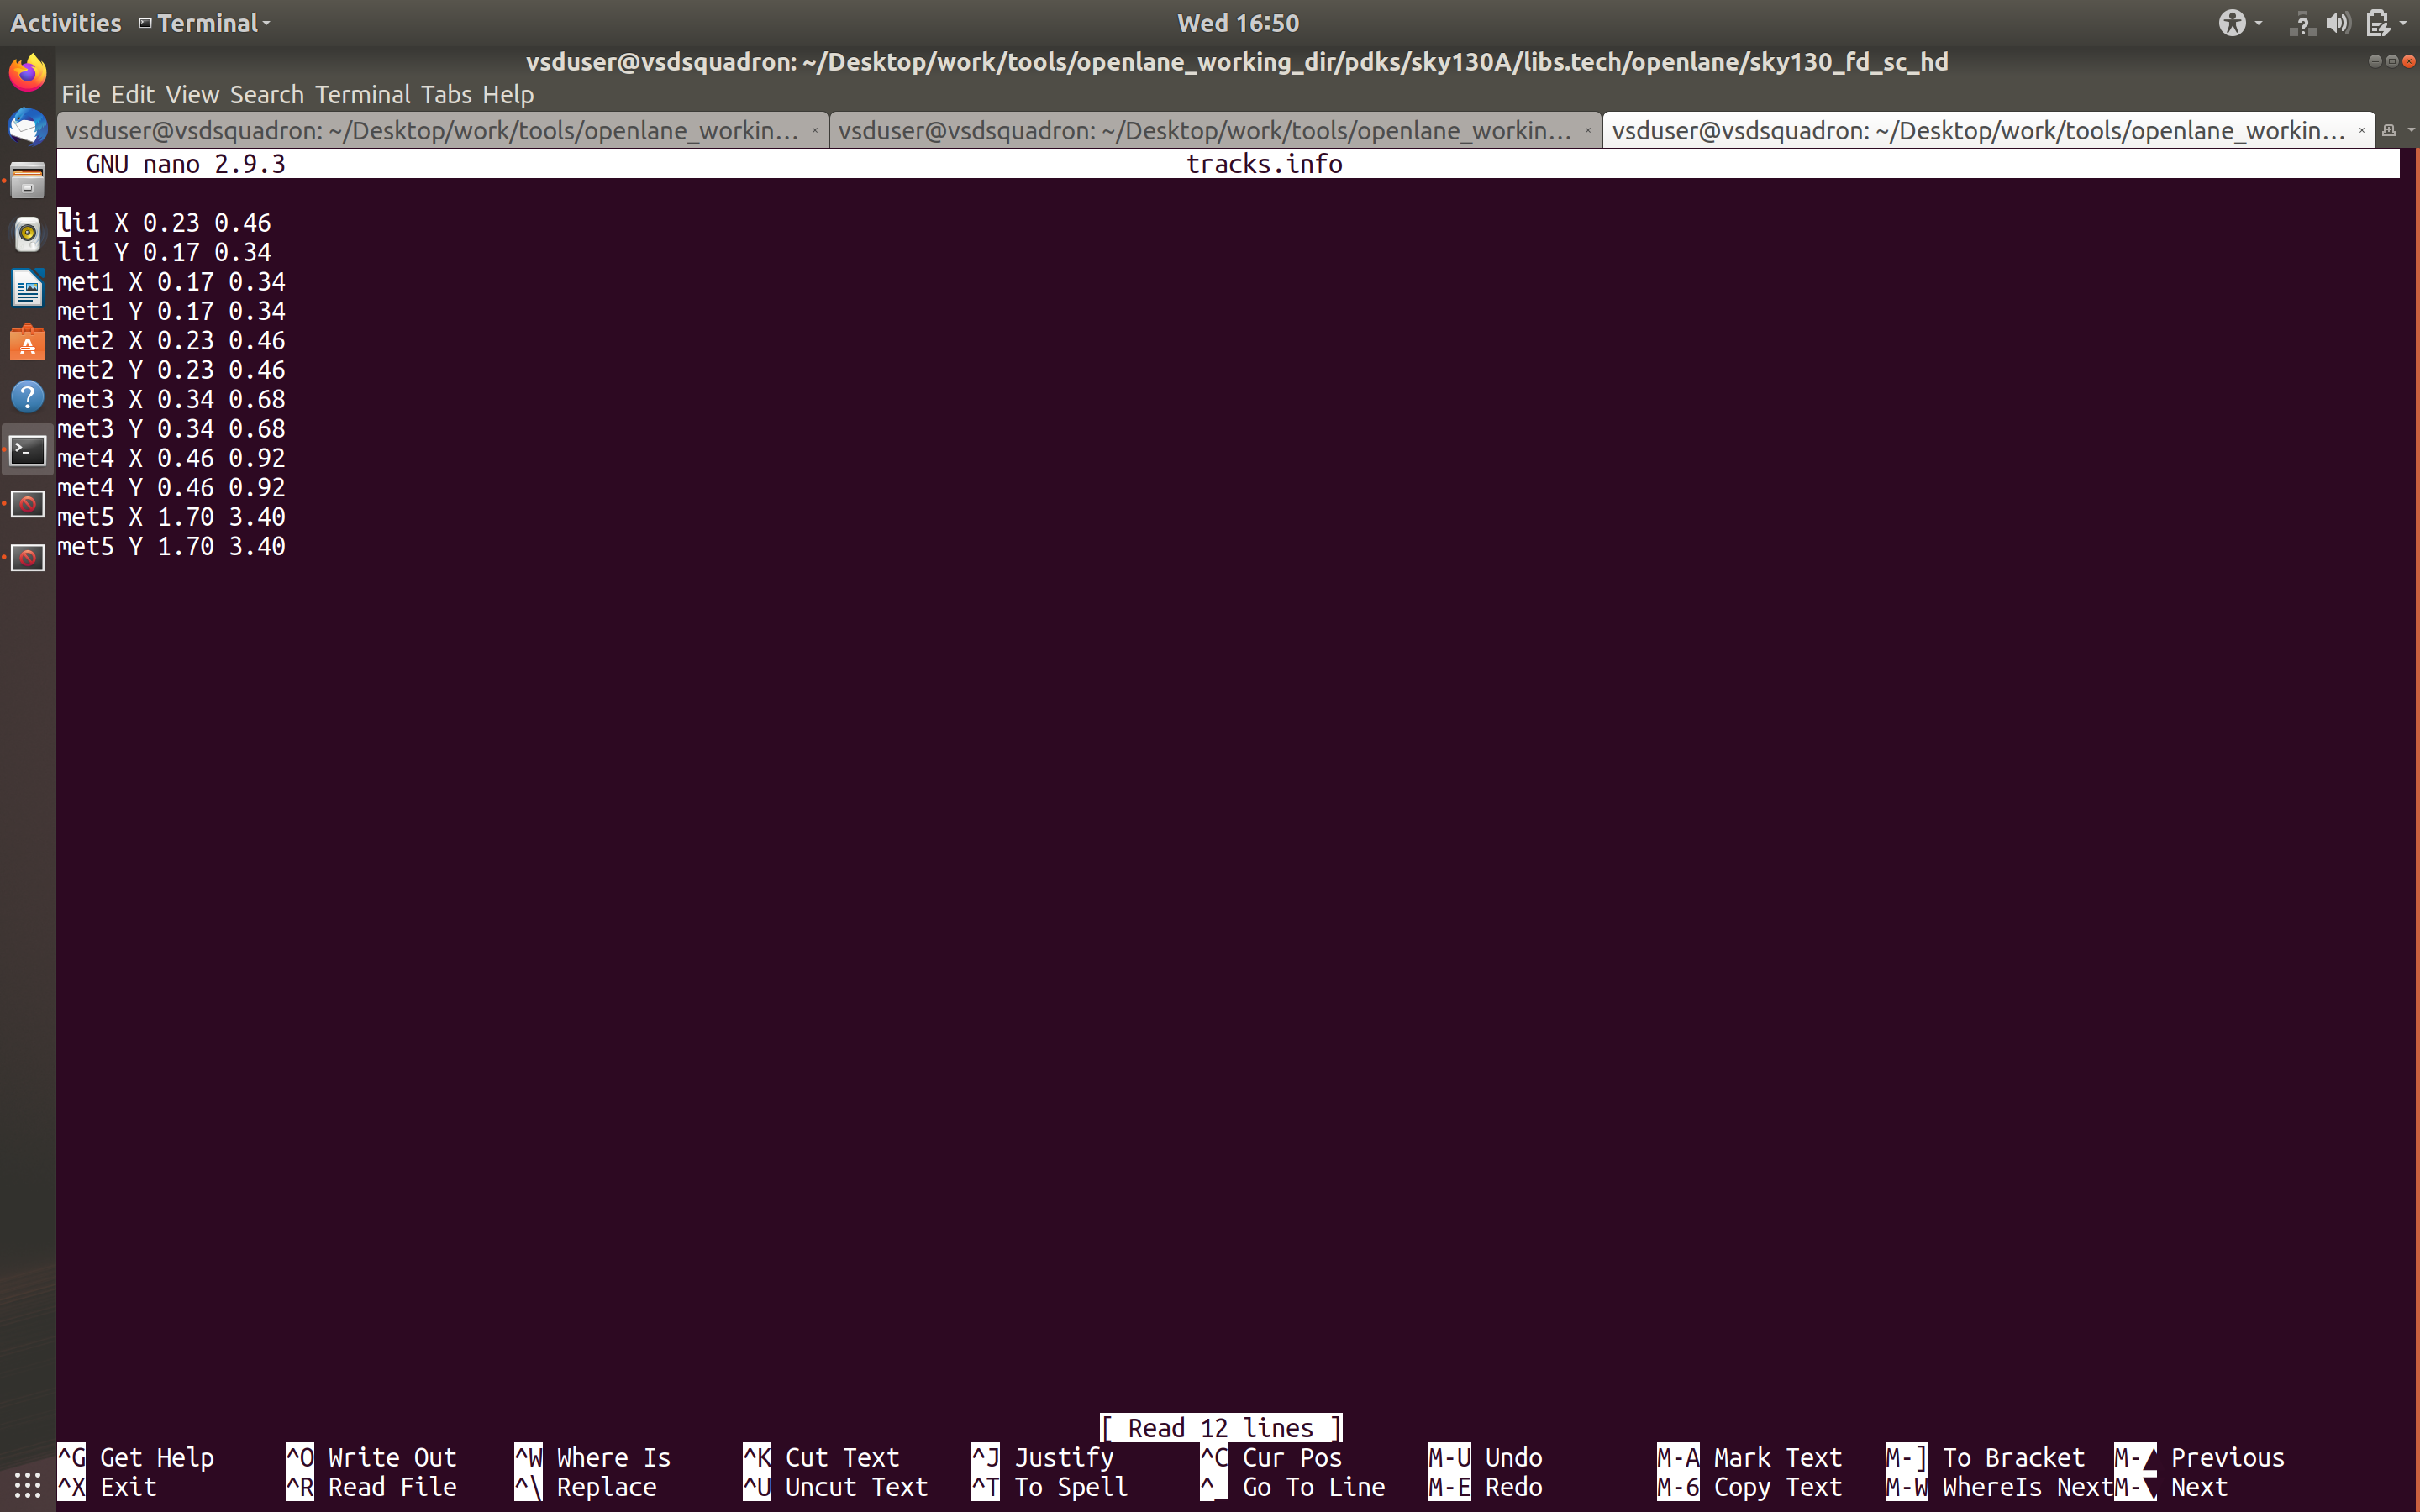 Activities Terminal Wed 16:50
vsduser@vsdsquadron: ~/Desktop/work/tools/openlane_working_dir/pdks/sky130A/libs.tech/openlane/sky130_fd_sc_hd
File Edit View Search Terminal Tabs Help
vsduser@vsdsquadron: ~/Desktop/work/tools/openlane_workin... × vsduser@vsdsquadron: ~/Desktop/work/tools/openlane_workin... × vsduser@vsdsquadron: ~/Desktop/work/tools/openlane_workin... ×
GNU nano 2.9.3 tracks.info
li1 X 0.23 0.46
li1 Y 0.17 0.34
met1 X 0.17 0.34
met1 Y 0.17 0.34
met2 X 0.23 0.46
met2 Y 0.23 0.46
met3 X 0.34 0.68
met3 Y 0.34 0.68
met4 X 0.46 0.92
met4 Y 0.46 0.92
met5 X 1.70 3.40
met5 Y 1.70 3.40
[ Read 12 lines ]
^G Get Help ^O Write Out ^W Where Is ^K Cut Text ^J Justify ^C Cur Pos M-U Undo M-A Mark Text M-] To Bracket M-▲ Previous
^X Exit ^R Read File ^\ Replace ^U Uncut Text ^T To Spell ^_ Go To Line M-E Redo M-6 Copy Text M-W WhereIs Next M-▼ Next